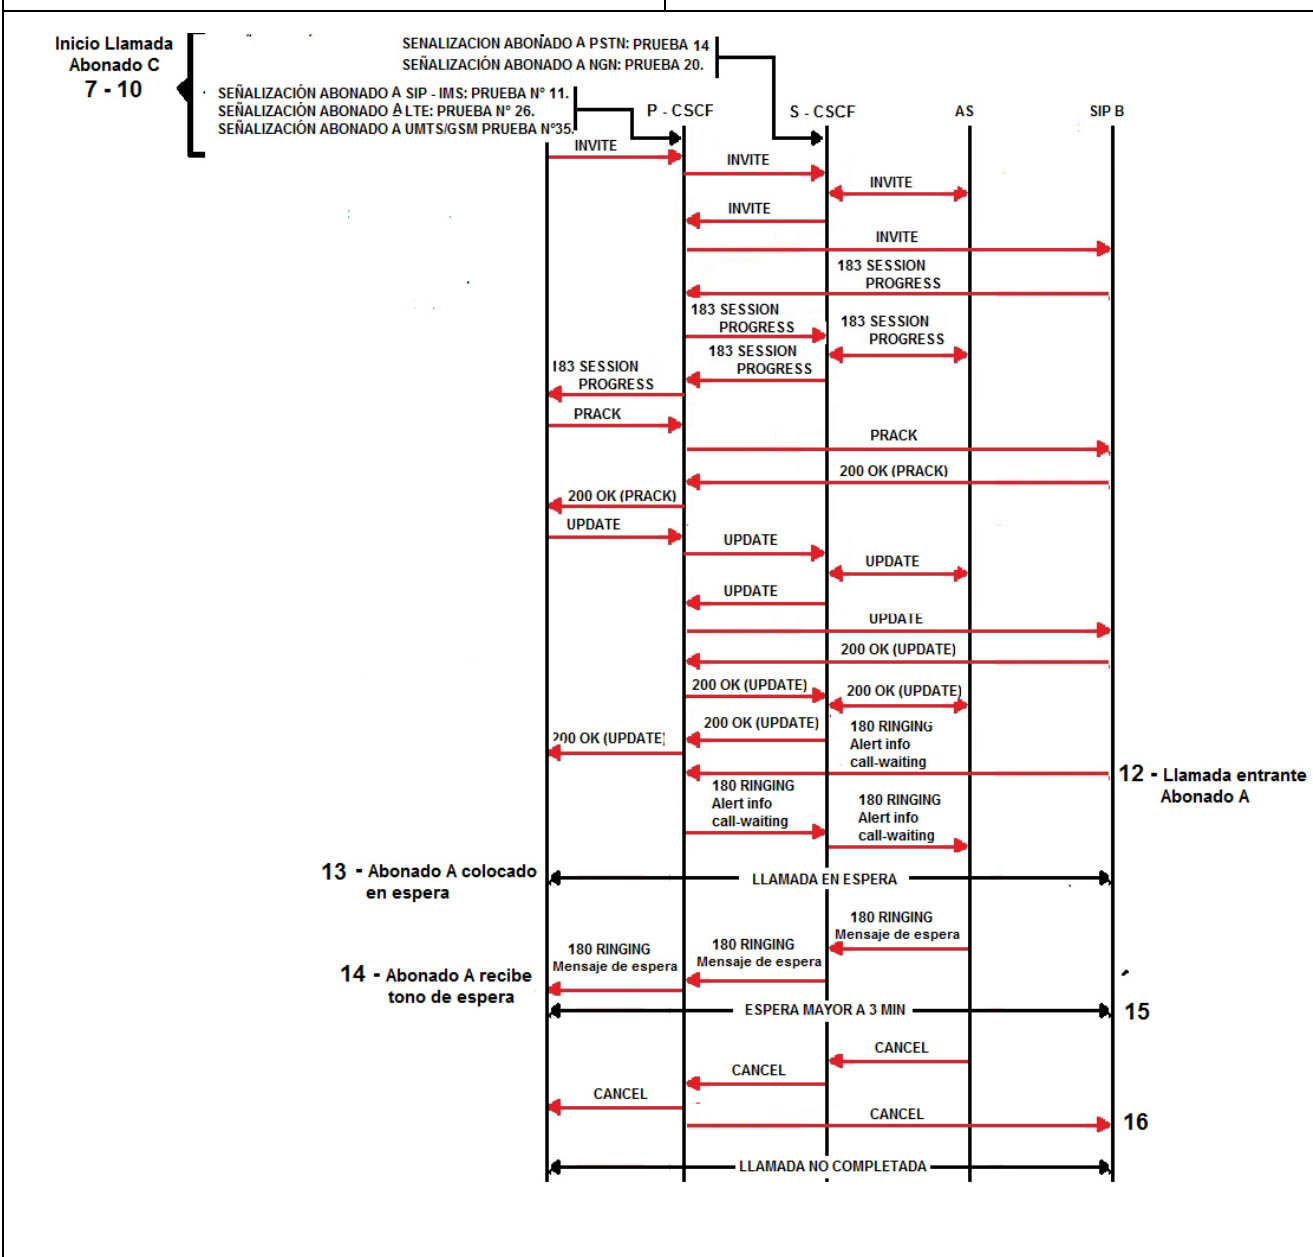 Inicio Llamada
Abonado C
7 - 10
SENALIZACION ABONADO A PSTN: PRUEBA 14
SEÑALIZACIÓN ABONADO A NGN: PRUEBA 20.
SEÑALIZACIÓN ABONADO A SIP - IMS: PRUEBA N° 11.
SEÑALIZACIÓN ABONADO A LTE: PRUEBA N° 26.
SEÑALIZACIÓN ABONADO A UMTS/GSM PRUEBA N°35.
P - CSCF
S - CSCF
AS
SIP B
INVITE
INVITE
INVITE
INVITE
INVITE
183 SESSION
PROGRESS
183 SESSION
PROGRESS
183 SESSION
PROGRESS
183 SESSION
PROGRESS
183 SESSION
PROGRESS
PRACK
PRACK
200 OK (PRACK)
200 OK (PRACK)
UPDATE
UPDATE
UPDATE
UPDATE
UPDATE
200 OK (UPDATE)
200 OK (UPDATE)
200 OK (UPDATE)
200 OK (UPDATE)
200 OK (UPDATE)
180 RINGING
Alert info
call-waiting
12 - Llamada entrante
Abonado A
180 RINGING
Alert info
call-waiting
180 RINGING
Alert info
call-waiting
13 - Abonado A colocado
en espera
LLAMADA EN ESPERA
180 RINGING
Mensaje de espera
180 RINGING
Mensaje de espera
180 RINGING
Mensaje de espera
14 - Abonado A recibe
tono de espera
ESPERA MAYOR A 3 MIN
15
CANCEL
CANCEL
CANCEL
CANCEL
16
LLAMADA NO COMPLETADA